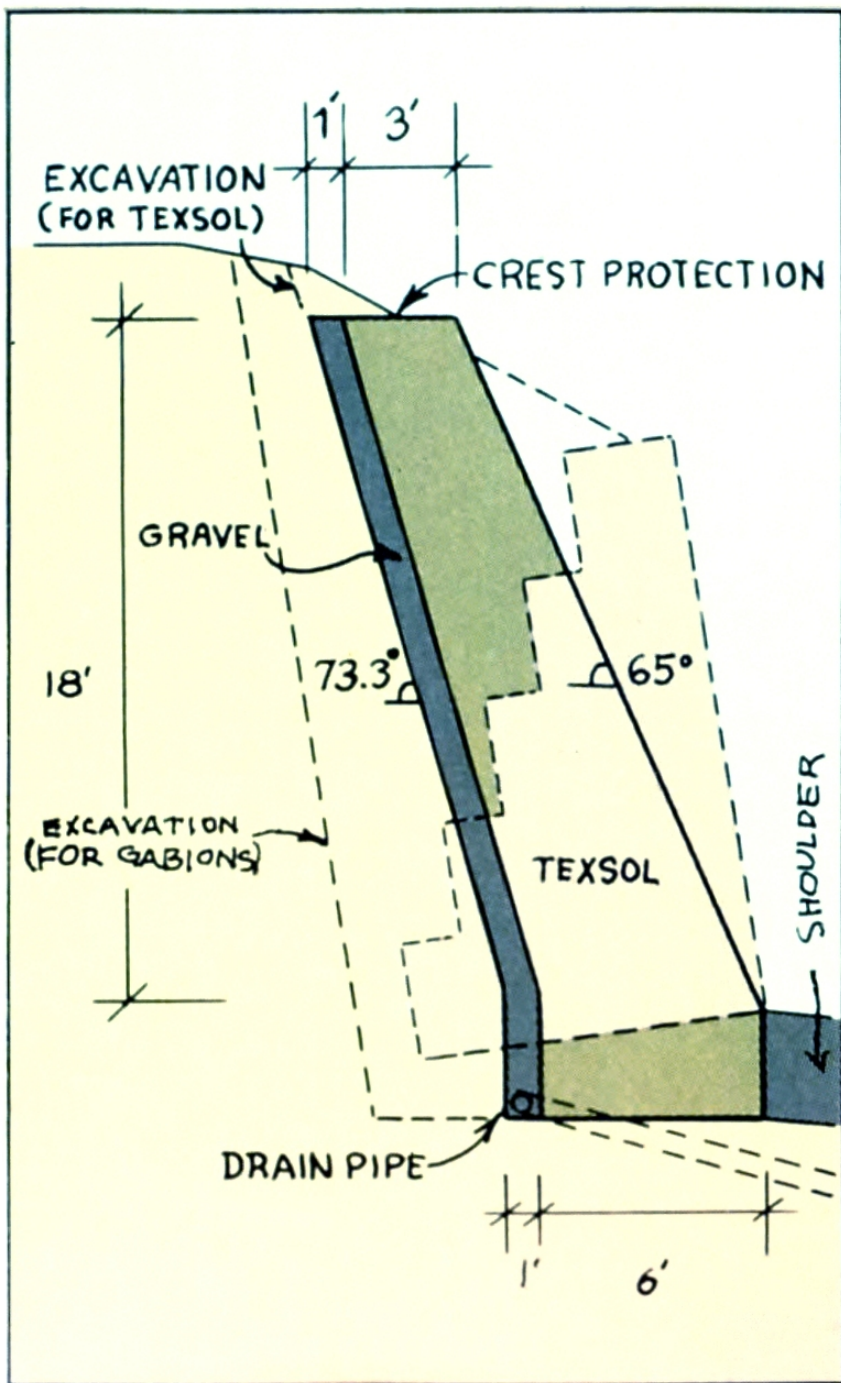 1' 3'
EXCAVATION
(FOR TEXSOL)
CREST PROTECTION
GRAVEL
73.3°
65°
18'
EXCAVATION
(FOR GABIONS)
TEXSOL
SHOULDER
DRAIN PIPE
1' 6'